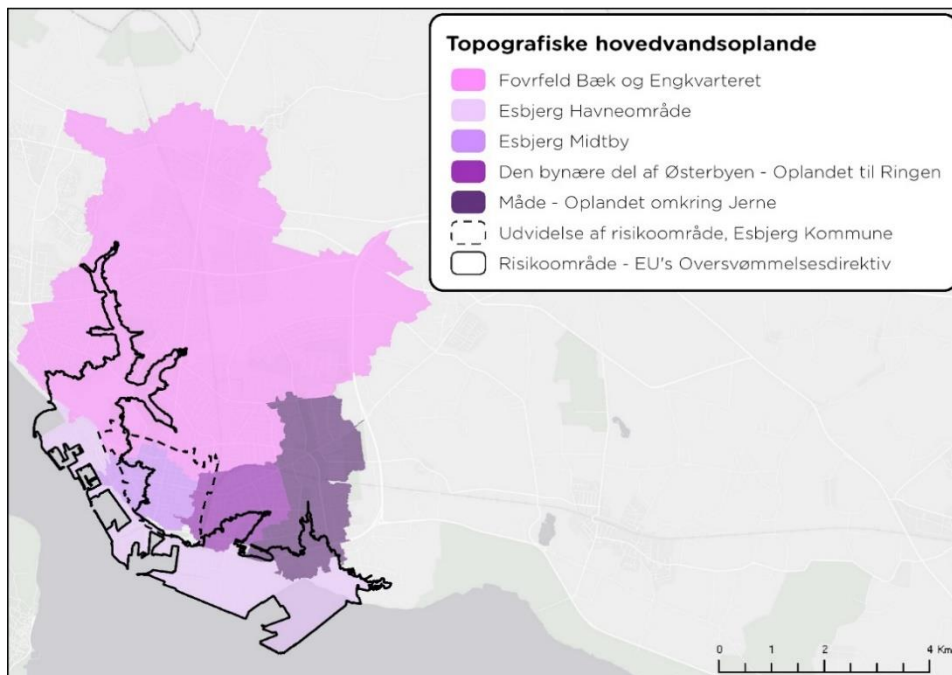 Topografiske hovedvandsoplande
Fovrfeld Bæk og Engkvarteret
Esbjerg Havneområde
Esbjerg Midtby
Den bynære del af Østerbyen - Oplandet til Ringen
Måde - Oplandet omkring Jerne
Udvidelse af risikoområde, Esbjerg Kommune
Risikoområde - EU's Oversvømmelsesdirektiv
0 1 2 4 Km